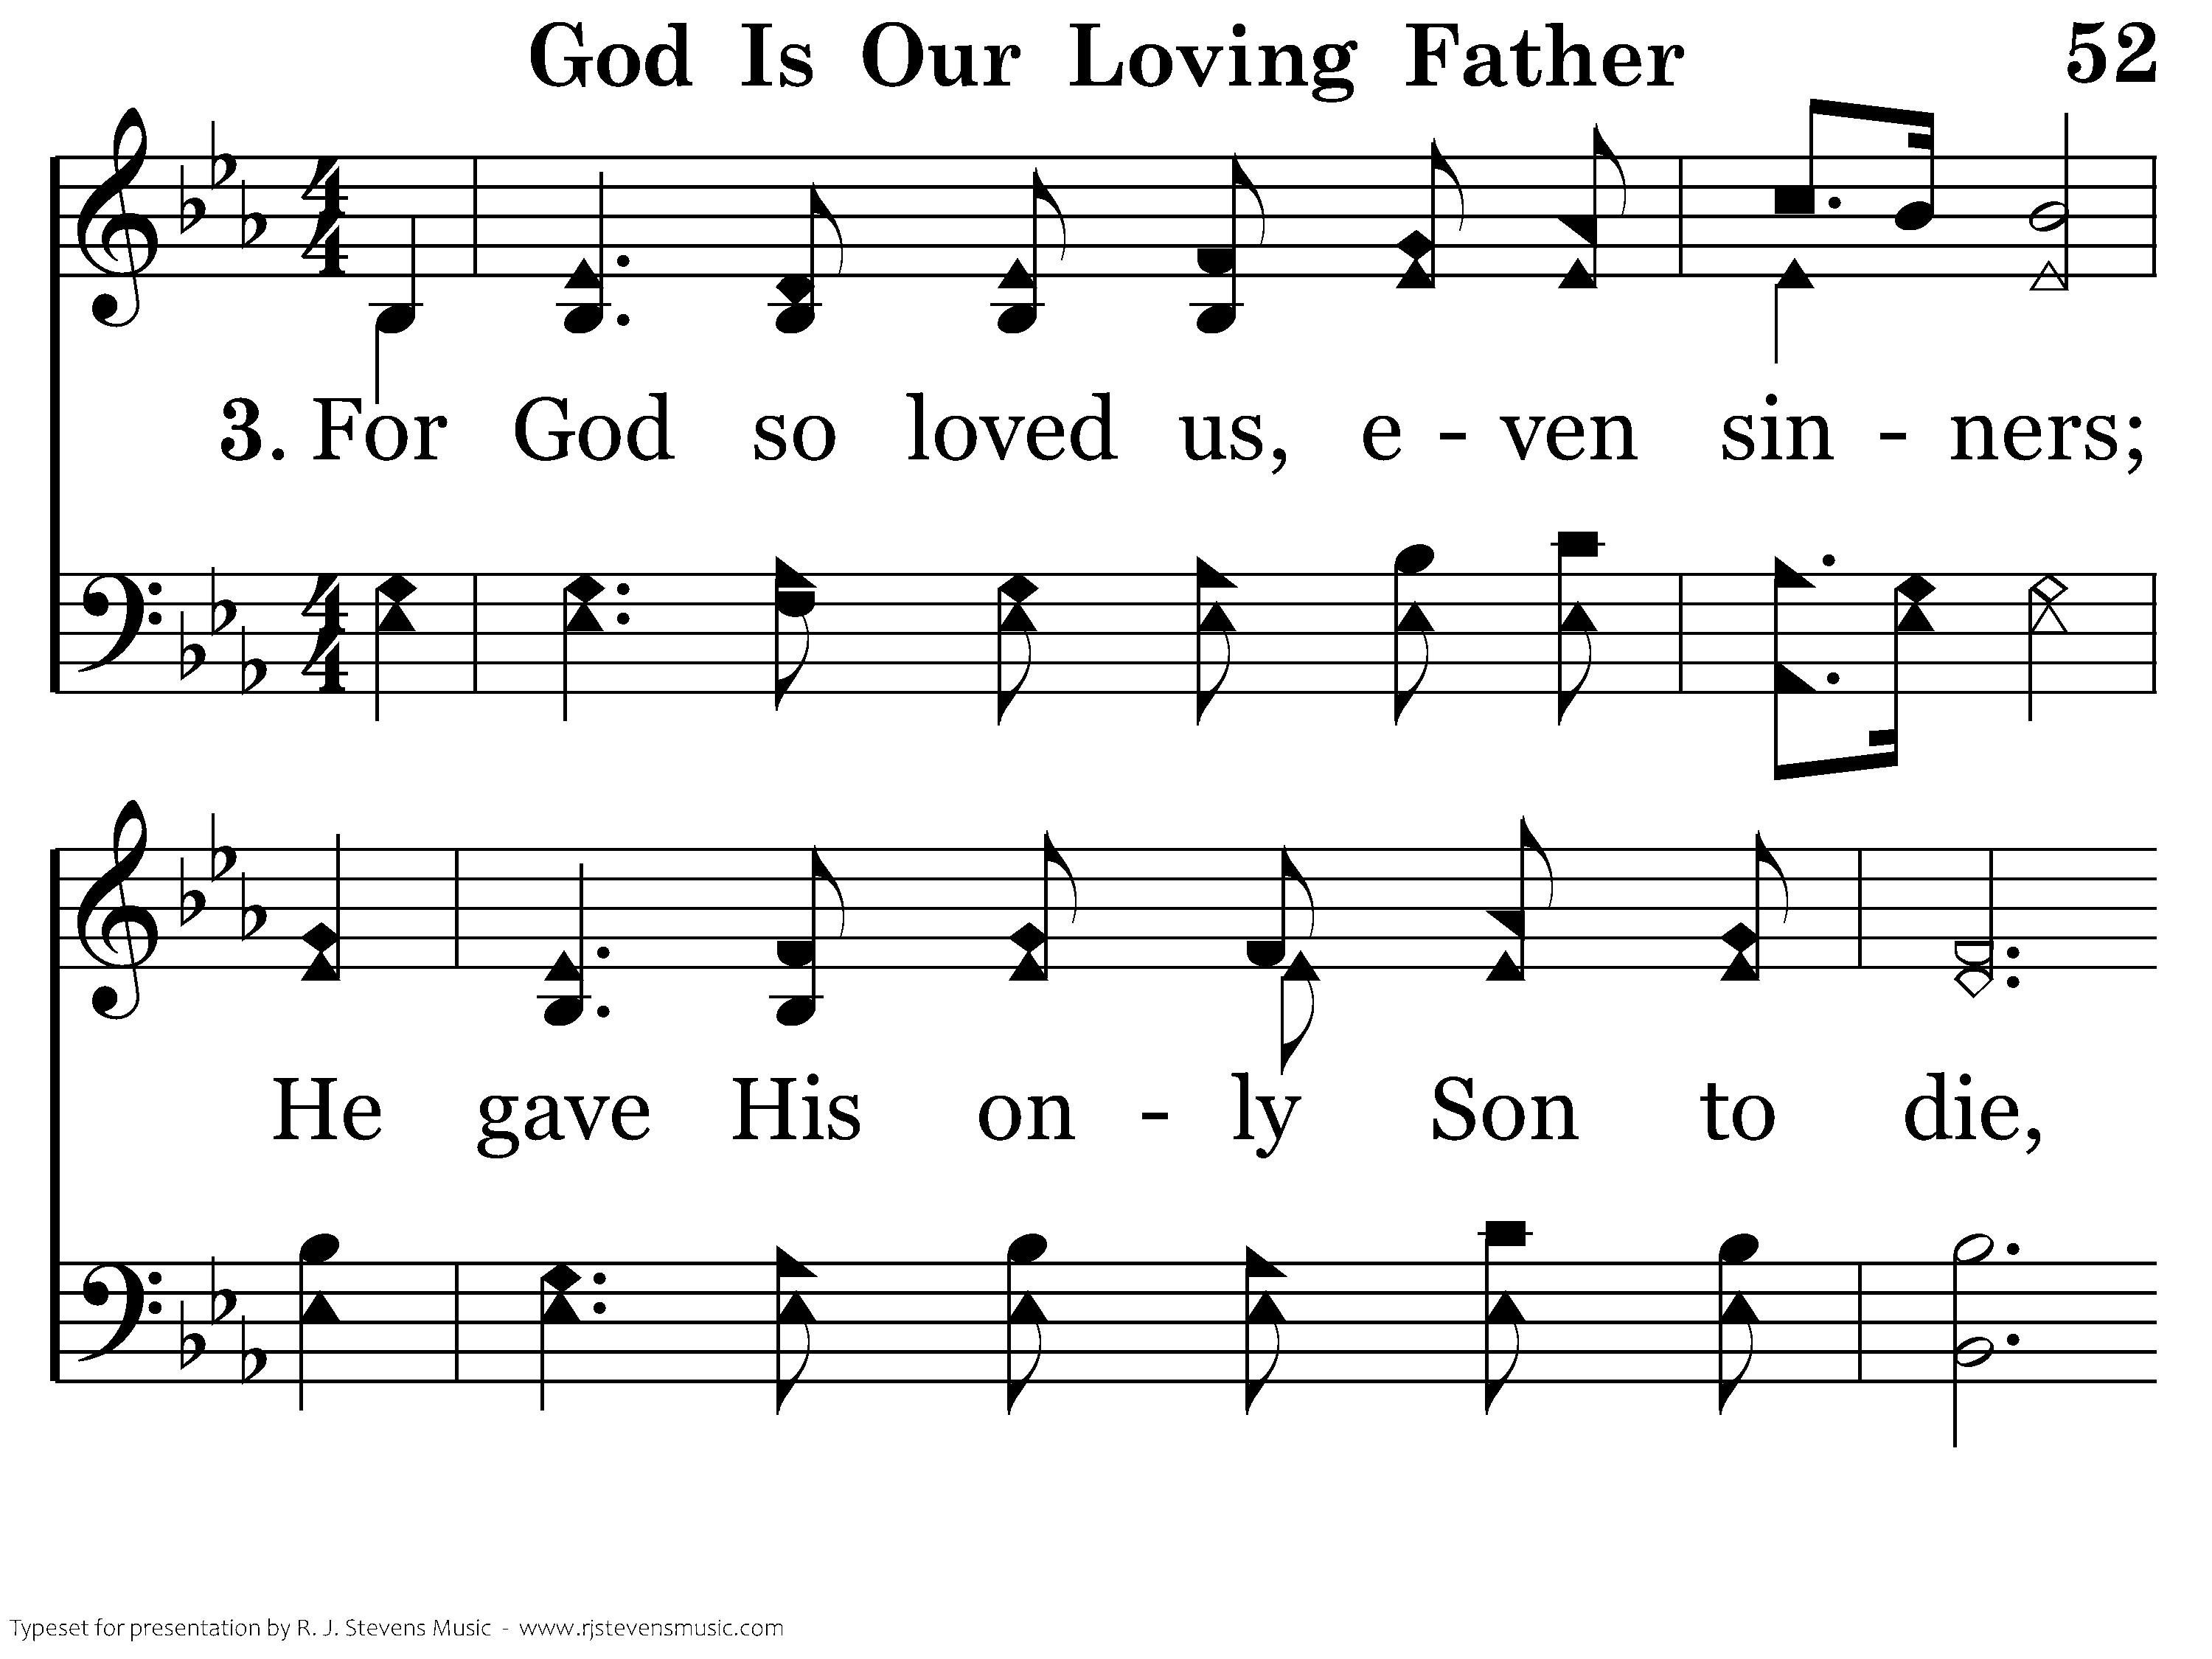 God Is Our Loving Father 52
3. For God so loved us, e - ven sin - ners;
He gave His on - ly Son to die,
Typeset for presentation by R. J. Stevens Music - www.rjstevensmusic.com